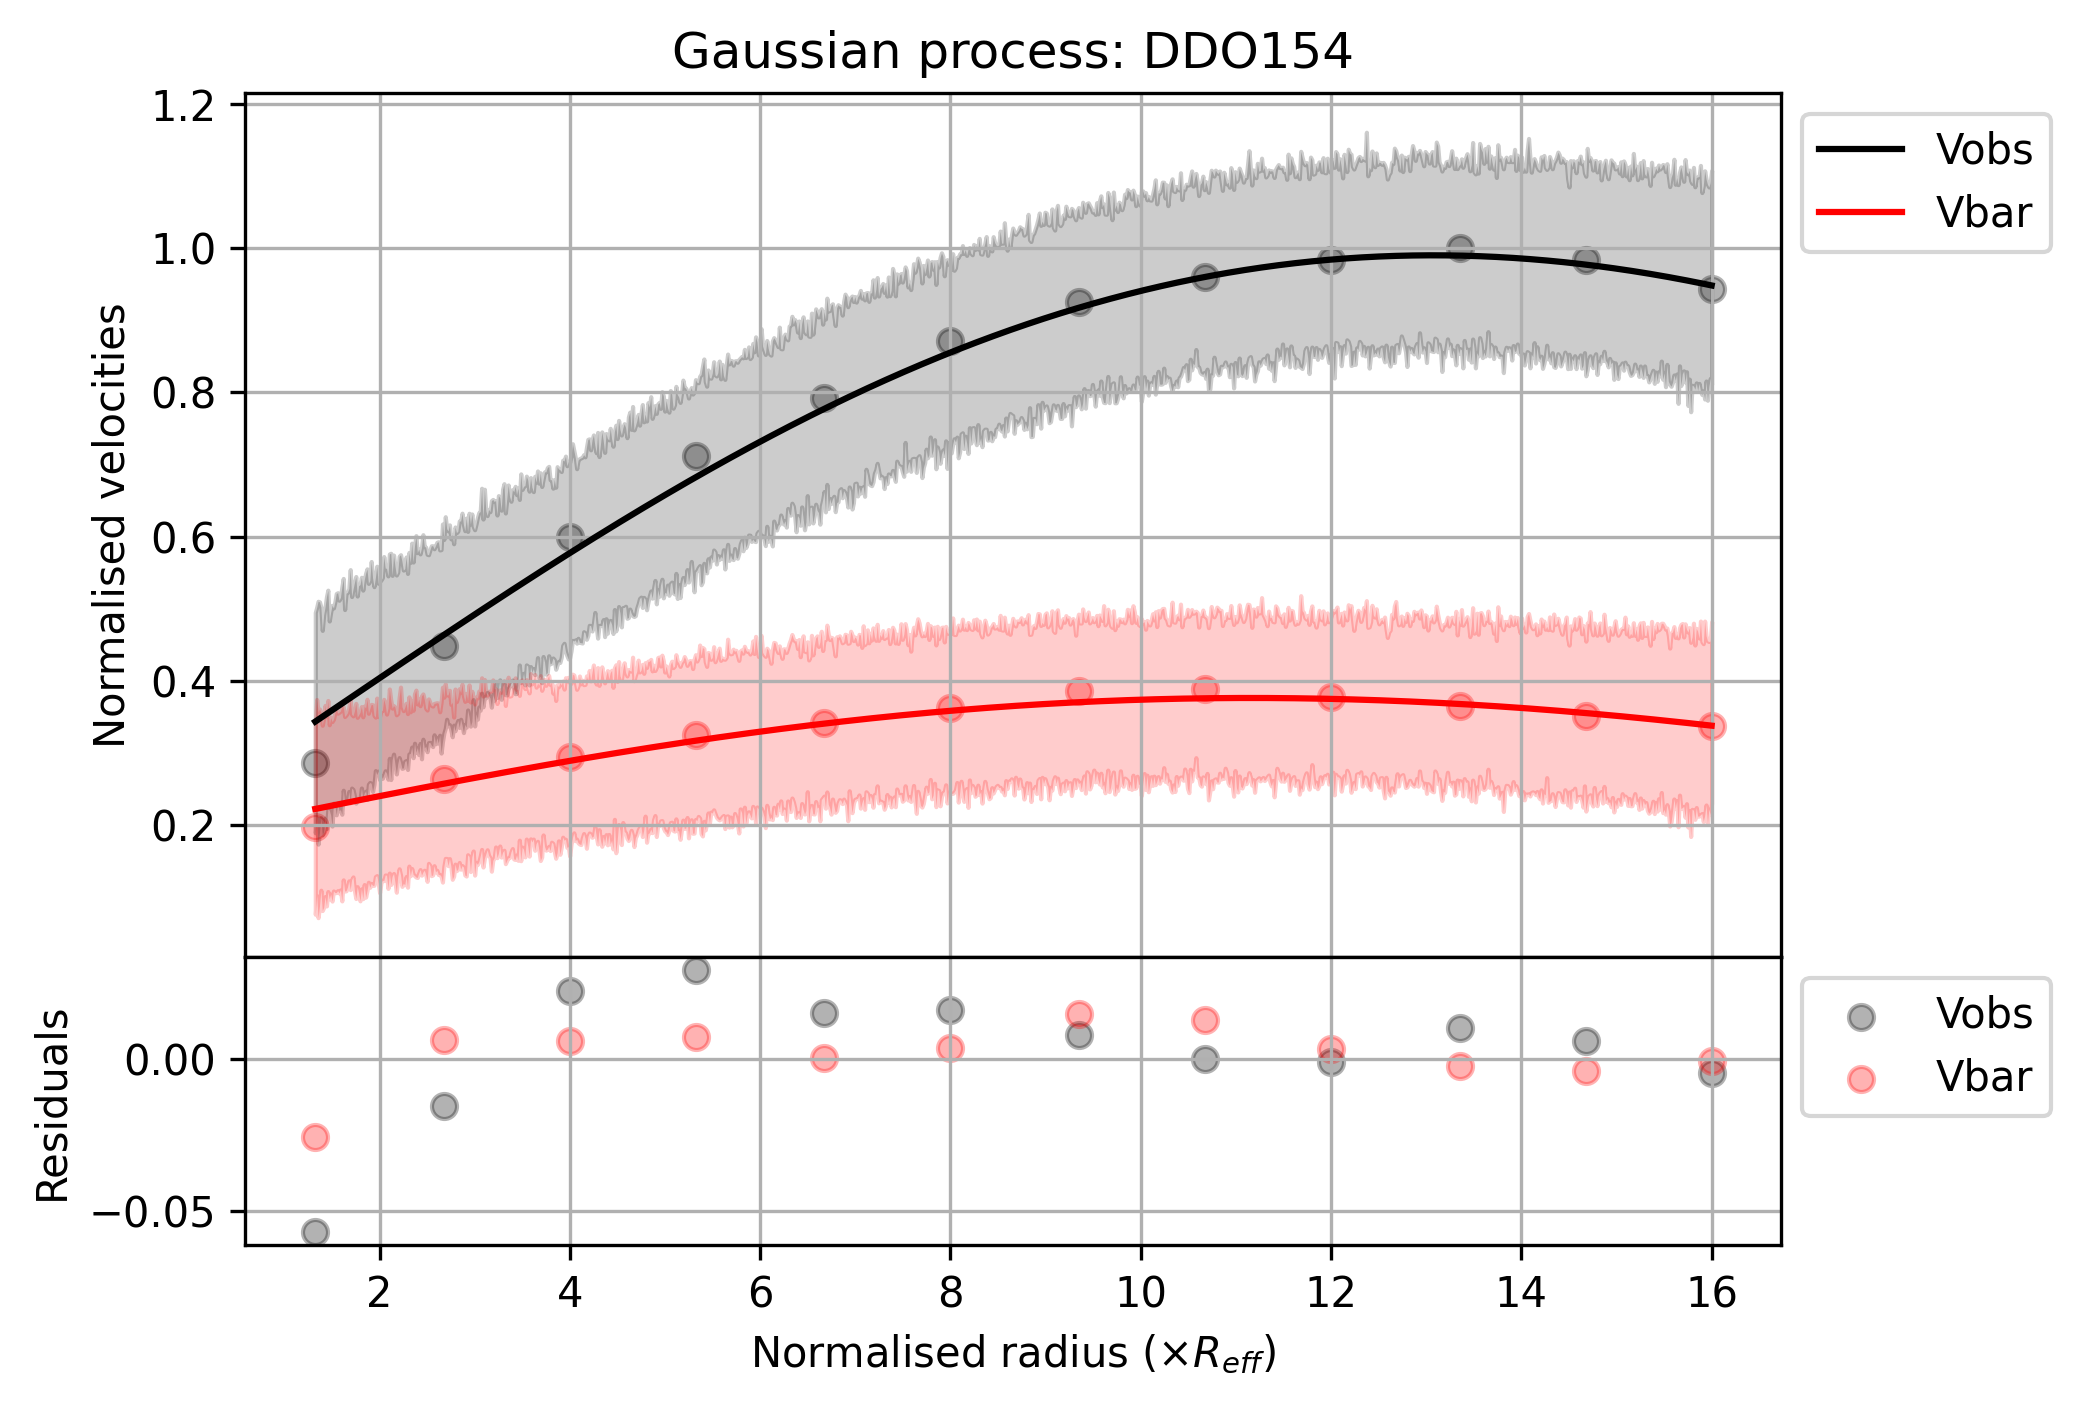 Gaussian process: DDO154
1.2
1.0
0.8
0.6
0.4
0.2
Normalised velocities
Vobs
Vbar
0.00
−0.05
Residuals
Vobs
Vbar
2 4 6 8 10 12 14 16
Normalised radius (×R_eff)